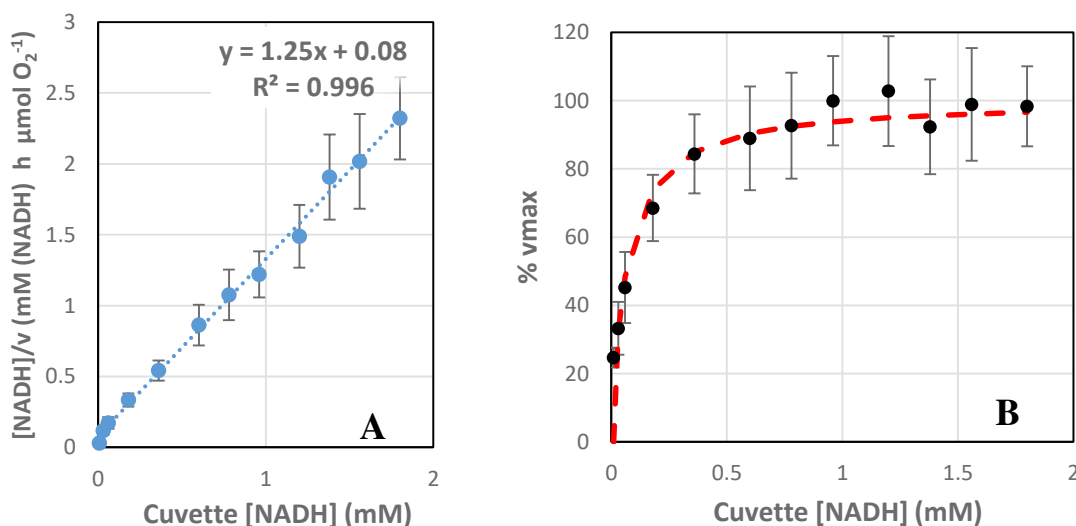 [NADH]/v (mM (NADH) h µmol O₂⁻¹)
3
2.5
2
1.5
1
0.5
0
y = 1.25x + 0.08
R² = 0.996
A
0 1 2
Cuvette [NADH] (mM)
% vmax
120
100
80
60
40
20
0
B
0 0.5 1 1.5 2
Cuvette [NADH] (mM)